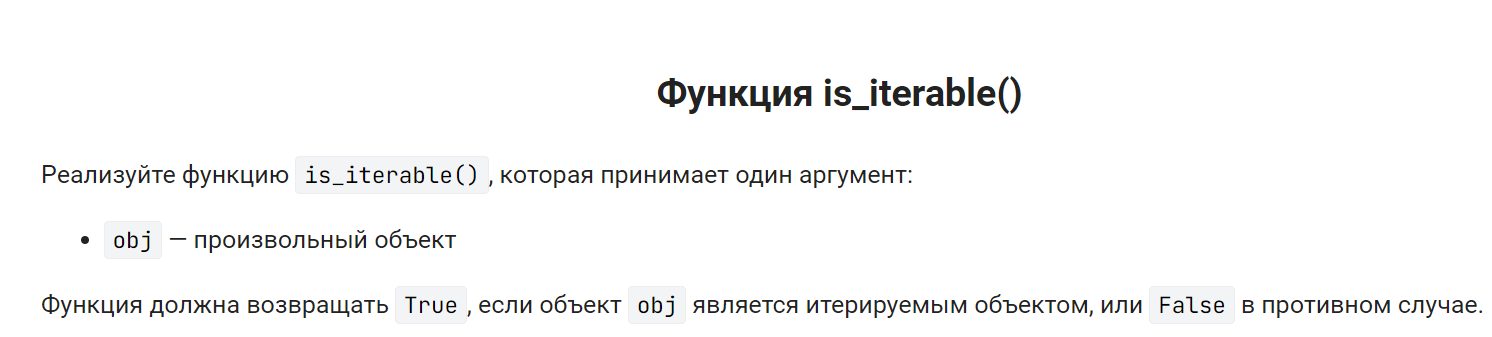 Функция is_iterable()
Реализуйте функцию is_iterable(), которая принимает один аргумент:
• obj — произвольный объект
Функция должна возвращать True, если объект obj является итерируемым объектом, или False в противном случае.